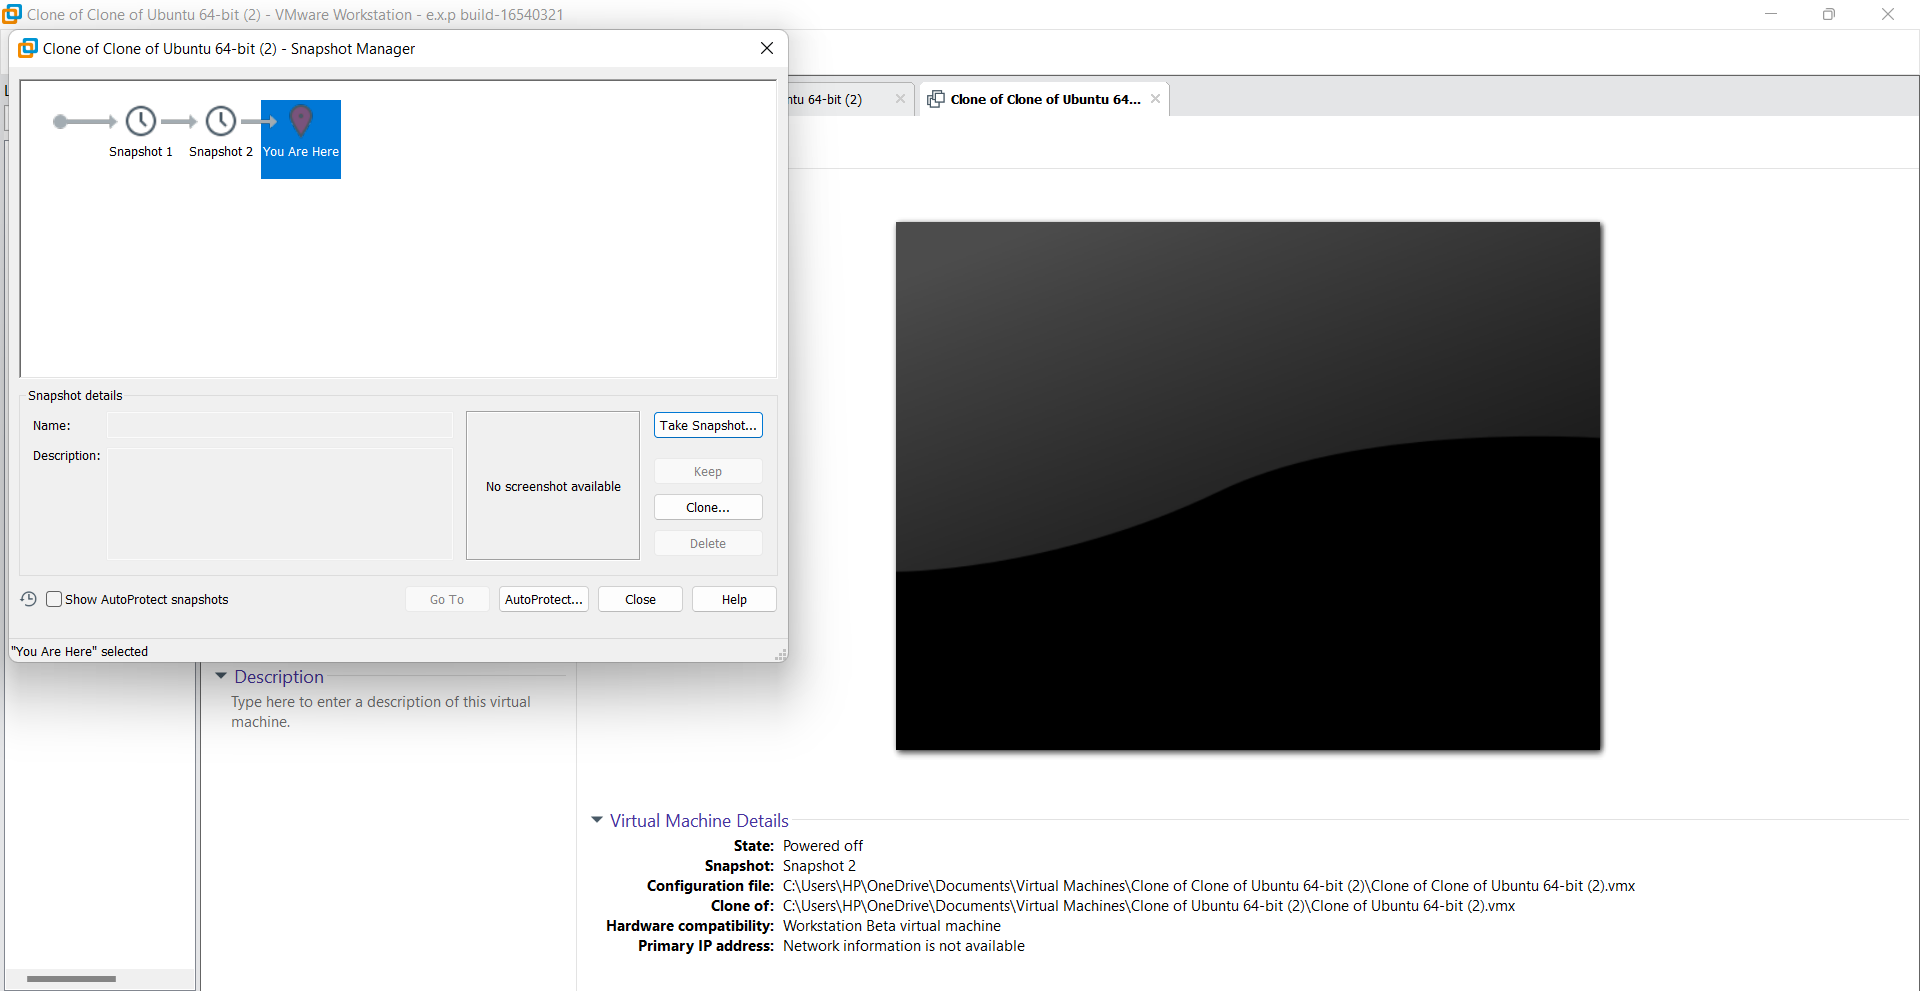 Clone of Clone of Ubuntu 64-bit (2) - VMware Workstation - e.x.p build-16540321
Clone of Clone of Ubuntu 64-bit (2) - Snapshot Manager
Snapshot 1 Snapshot 2 You Are Here
64-bit (2) Clone of Clone of Ubuntu 64...
Snapshot details
Name:
Description:
No screenshot available
Take Snapshot...
Keep
Clone...
Delete
Show AutoProtect snapshots
Go To AutoProtect... Close Help
"You Are Here" selected
Description
Type here to enter a description of this virtual
machine.
Virtual Machine Details
State: Powered off
Snapshot: Snapshot 2
Configuration file: C:\Users\HP\OneDrive\Documents\Virtual Machines\Clone of Clone of Ubuntu 64-bit (2)\Clone of Clone of Ubuntu 64-bit (2).vmx
Clone of: C:\Users\HP\OneDrive\Documents\Virtual Machines\Clone of Ubuntu 64-bit (2)\Clone of Ubuntu 64-bit (2).vmx
Hardware compatibility: Workstation Beta virtual machine
Primary IP address: Network information is not available